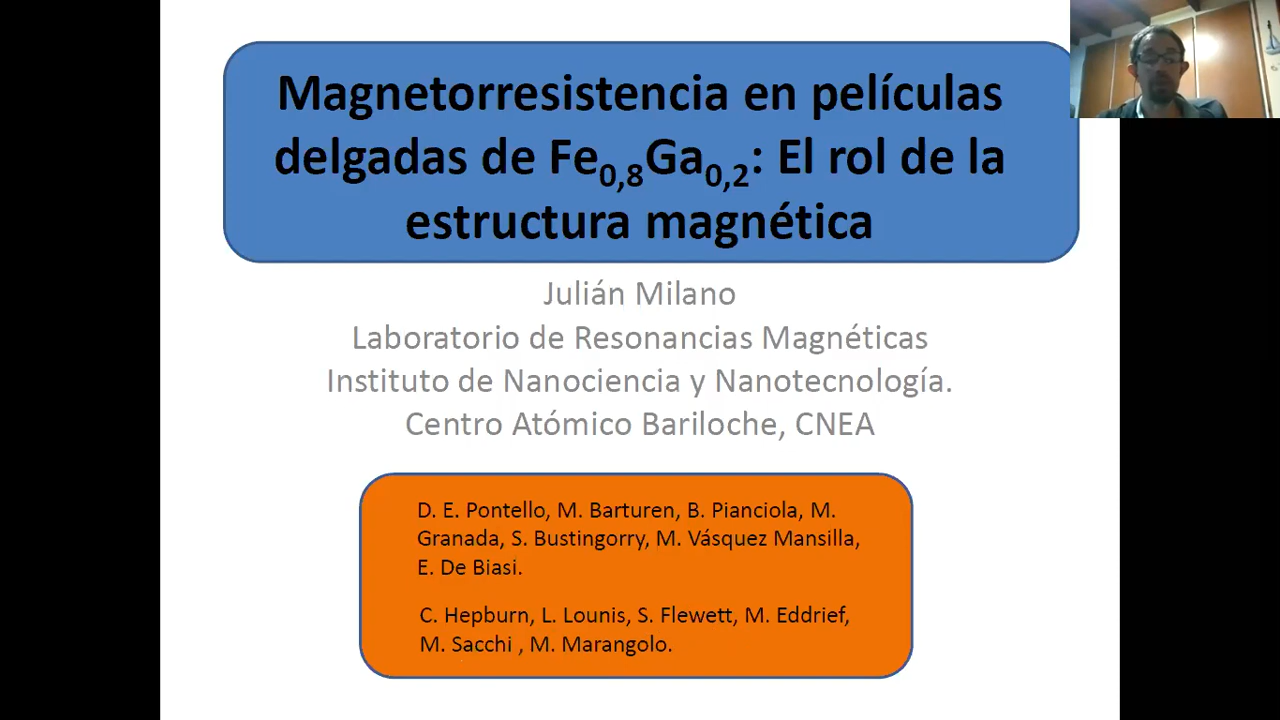 Magnetorresistencia en películas
delgadas de Fe0,8Ga0,2: El rol de la
estructura magnética
Julián Milano
Laboratorio de Resonancias Magnéticas
Instituto de Nanociencia y Nanotecnología.
Centro Atómico Bariloche, CNEA
D. E. Pontello, M. Barturen, B. Pianciola, M.
Granada, S. Bustingorry, M. Vásquez Mansilla,
E. De Biasi.
C. Hepburn, L. Lounis, S. Flewett, M. Eddrief,
M. Sacchi , M. Marangolo.